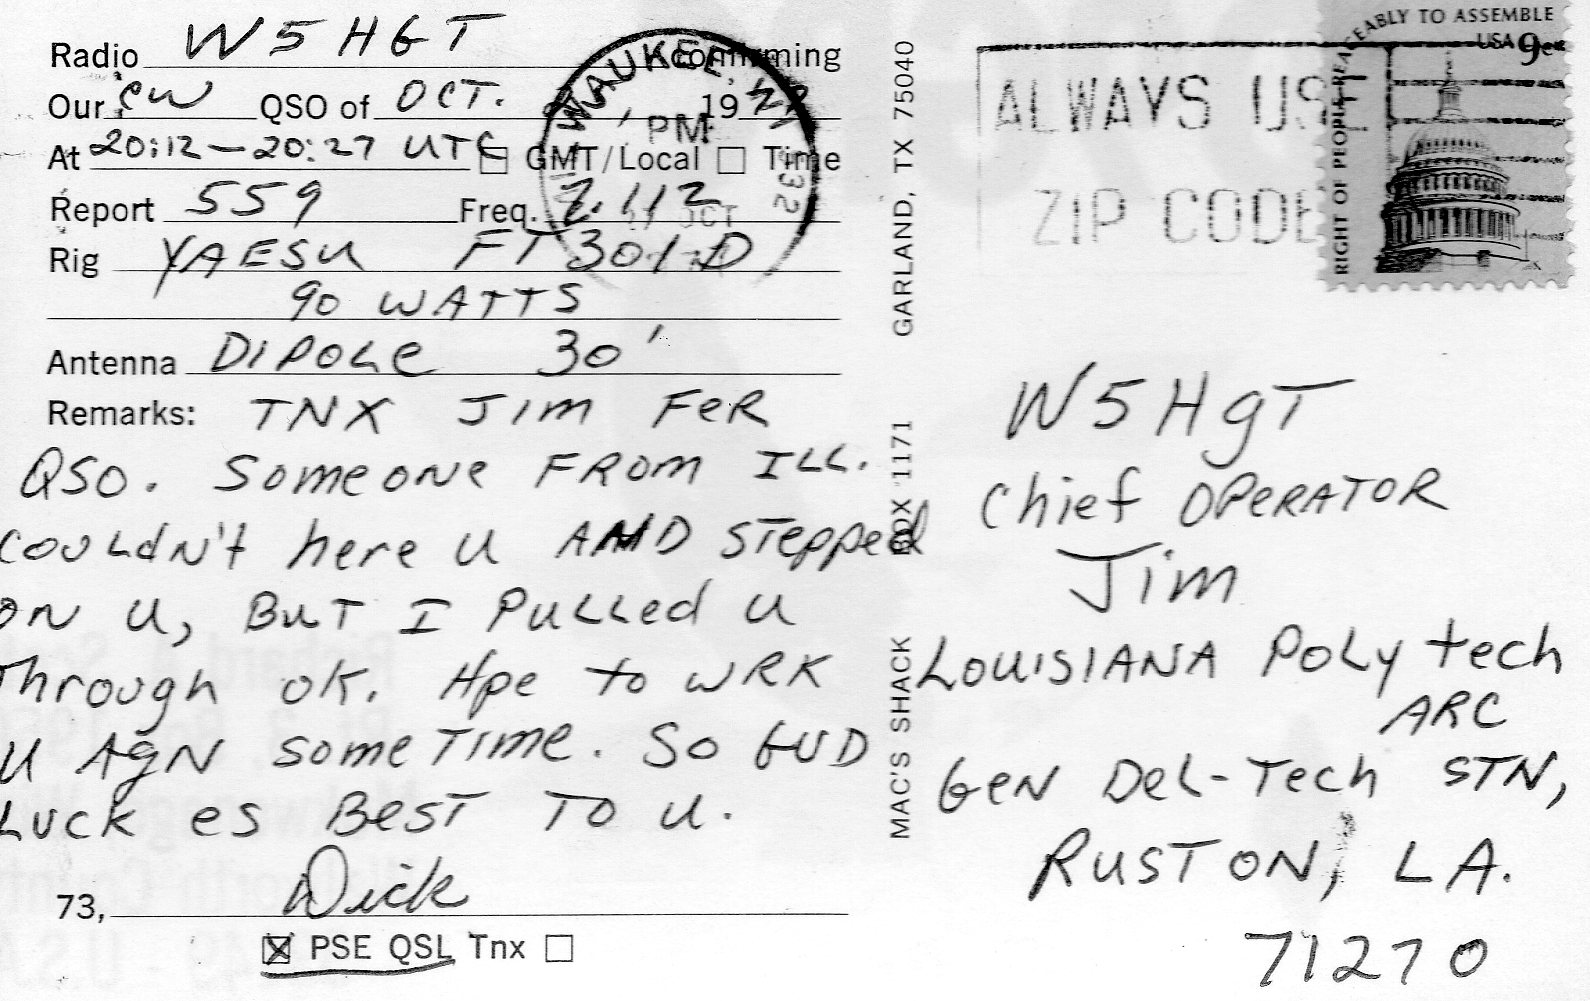 Radio W5HGT confirming
Our CW QSO of OCT. 19
At 20:12 - 20:27 UTC GMT/Local Time
Report 559 Freq. 7.112
Rig YAESU FT 301 D
90 WATTS
Antenna DIPOLE 30'
Remarks: TNX JIM FER
QSO. SOMEONE FROM ILL.
COULDN'T here U AND STepped
ON U, BUT I PULLed U
Through OK. Hpe to WRK
U AgN someTIME. So GUD
LUCK es BeST TO U.
73, Dick
PSE QSL Tnx
MAC'S SHACK BOX 1171 GARLAND, TX 75040
WAUKEE, WI
PM
OCT
532
ALWAYS USE
ZIP CODE
RIGHT OF PEOPLE PEACEABLY TO ASSEMBLE
USA 9c
W5HgT
Chief OPeRATOR
Jim
LOUISIANA POLy tech
ARC
GeN DeL-Tech STN,
RUSTON, LA.
71270